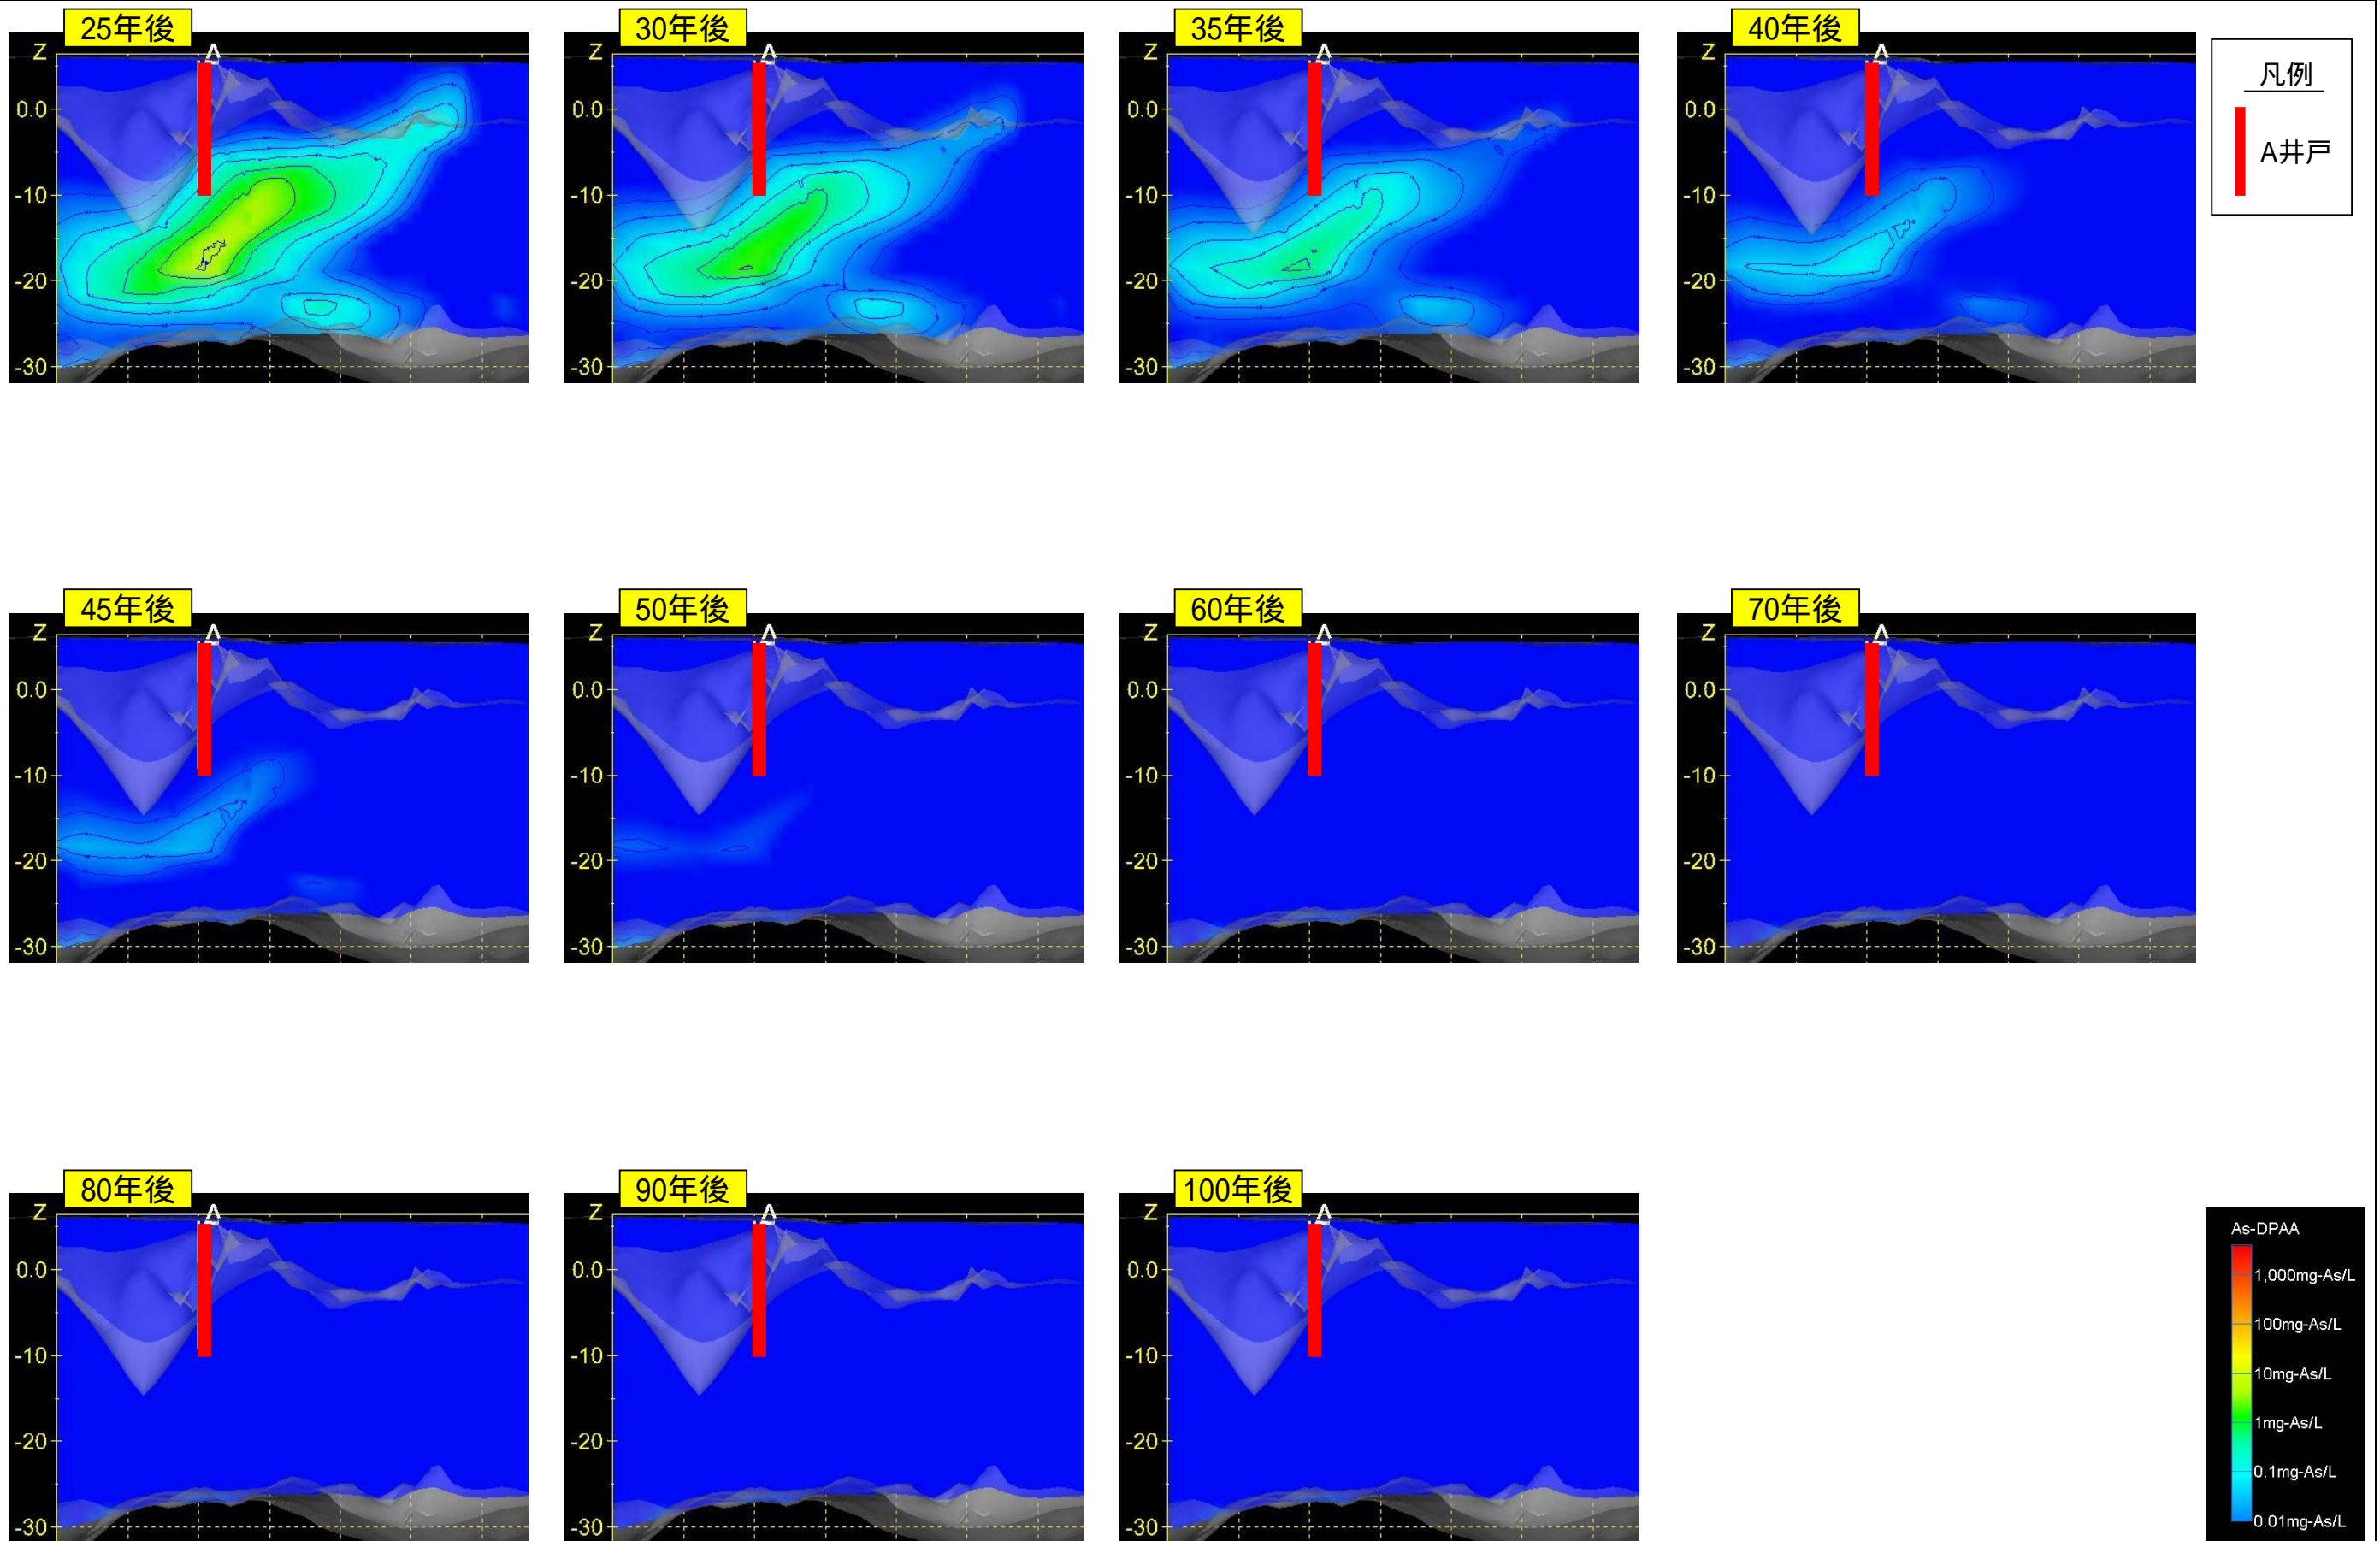 25年後
30年後
35年後
40年後
Z
A
0.0
-10
-20
-30
Z
A
0.0
-10
-20
-30
Z
A
0.0
-10
-20
-30
Z
A
0.0
-10
-20
-30
凡例
A井戸
45年後
50年後
60年後
70年後
Z
A
0.0
-10
-20
-30
Z
A
0.0
-10
-20
-30
Z
A
0.0
-10
-20
-30
Z
A
0.0
-10
-20
-30
80年後
90年後
100年後
Z
A
0.0
-10
-20
-30
Z
A
0.0
-10
-20
-30
Z
A
0.0
-10
-20
-30
As-DPAA
1,000mg-As/L
100mg-As/L
10mg-As/L
1mg-As/L
0.1mg-As/L
0.01mg-As/L